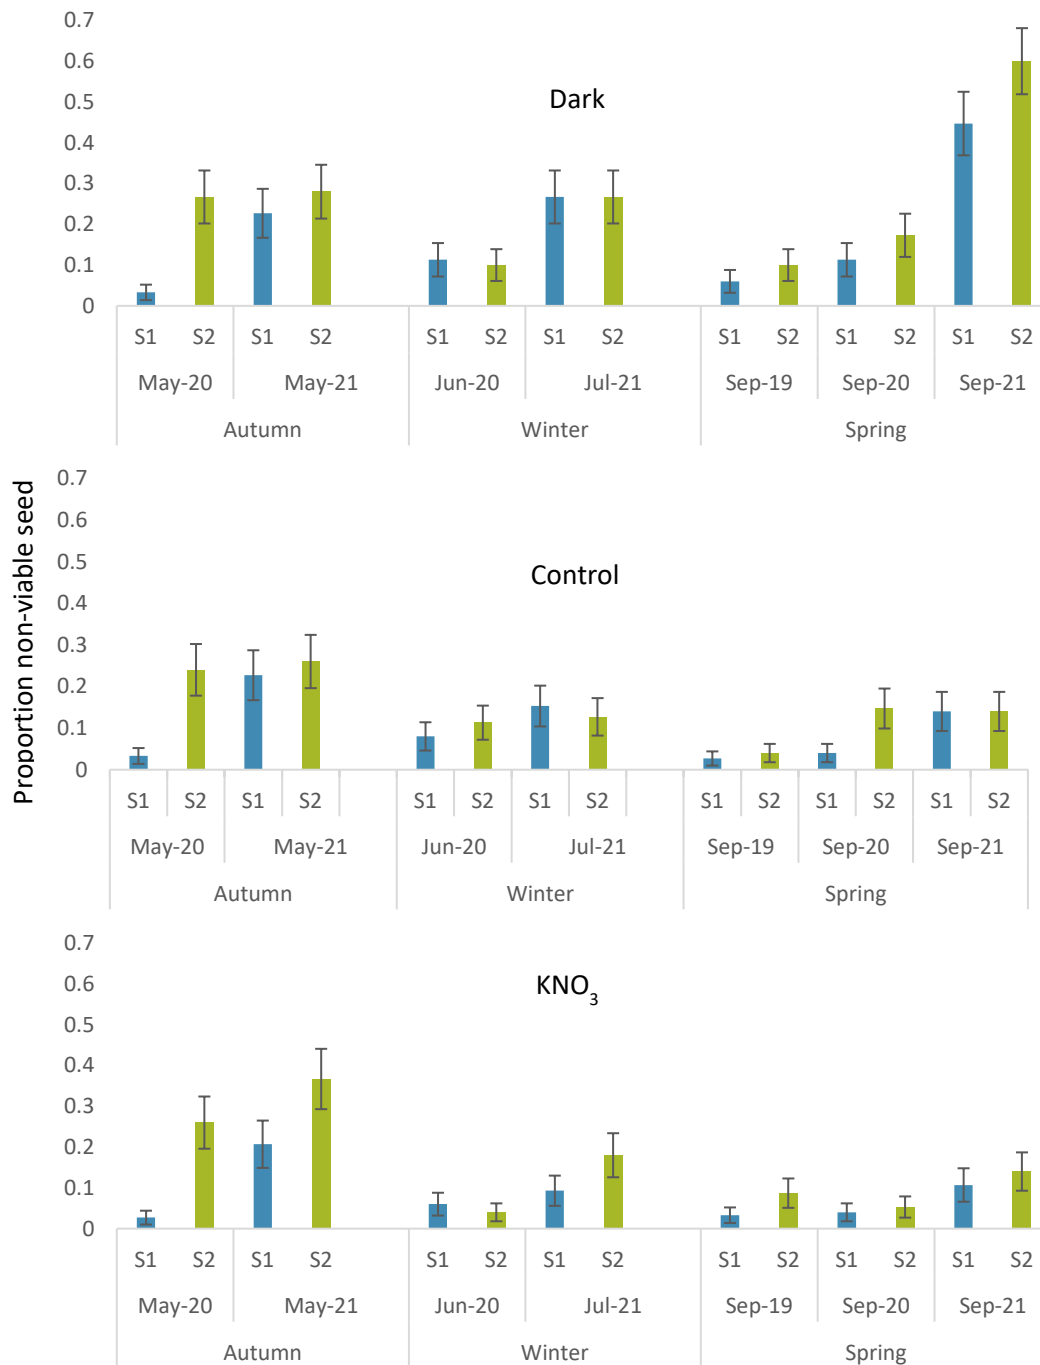 0.7
0.6
0.5
0.4
0.3
0.2
0.1
0
Dark
S1 S2 S1 S2 S1 S2 S1 S2 S1 S2 S1 S2 S1 S2
May-20 May-21 Jun-20 Jul-21 Sep-19 Sep-20 Sep-21
Autumn Winter Spring
Proportion non-viable seed
0.7
0.6
0.5
0.4
0.3
0.2
0.1
0
Control
S1 S2 S1 S2 S1 S2 S1 S2 S1 S2 S1 S2 S1 S2
May-20 May-21 Jun-20 Jul-21 Sep-19 Sep-20 Sep-21
Autumn Winter Spring
0.7
0.6
0.5
0.4
0.3
0.2
0.1
0
KNO₃
S1 S2 S1 S2 S1 S2 S1 S2 S1 S2 S1 S2 S1 S2
May-20 May-21 Jun-20 Jul-21 Sep-19 Sep-20 Sep-21
Autumn Winter Spring